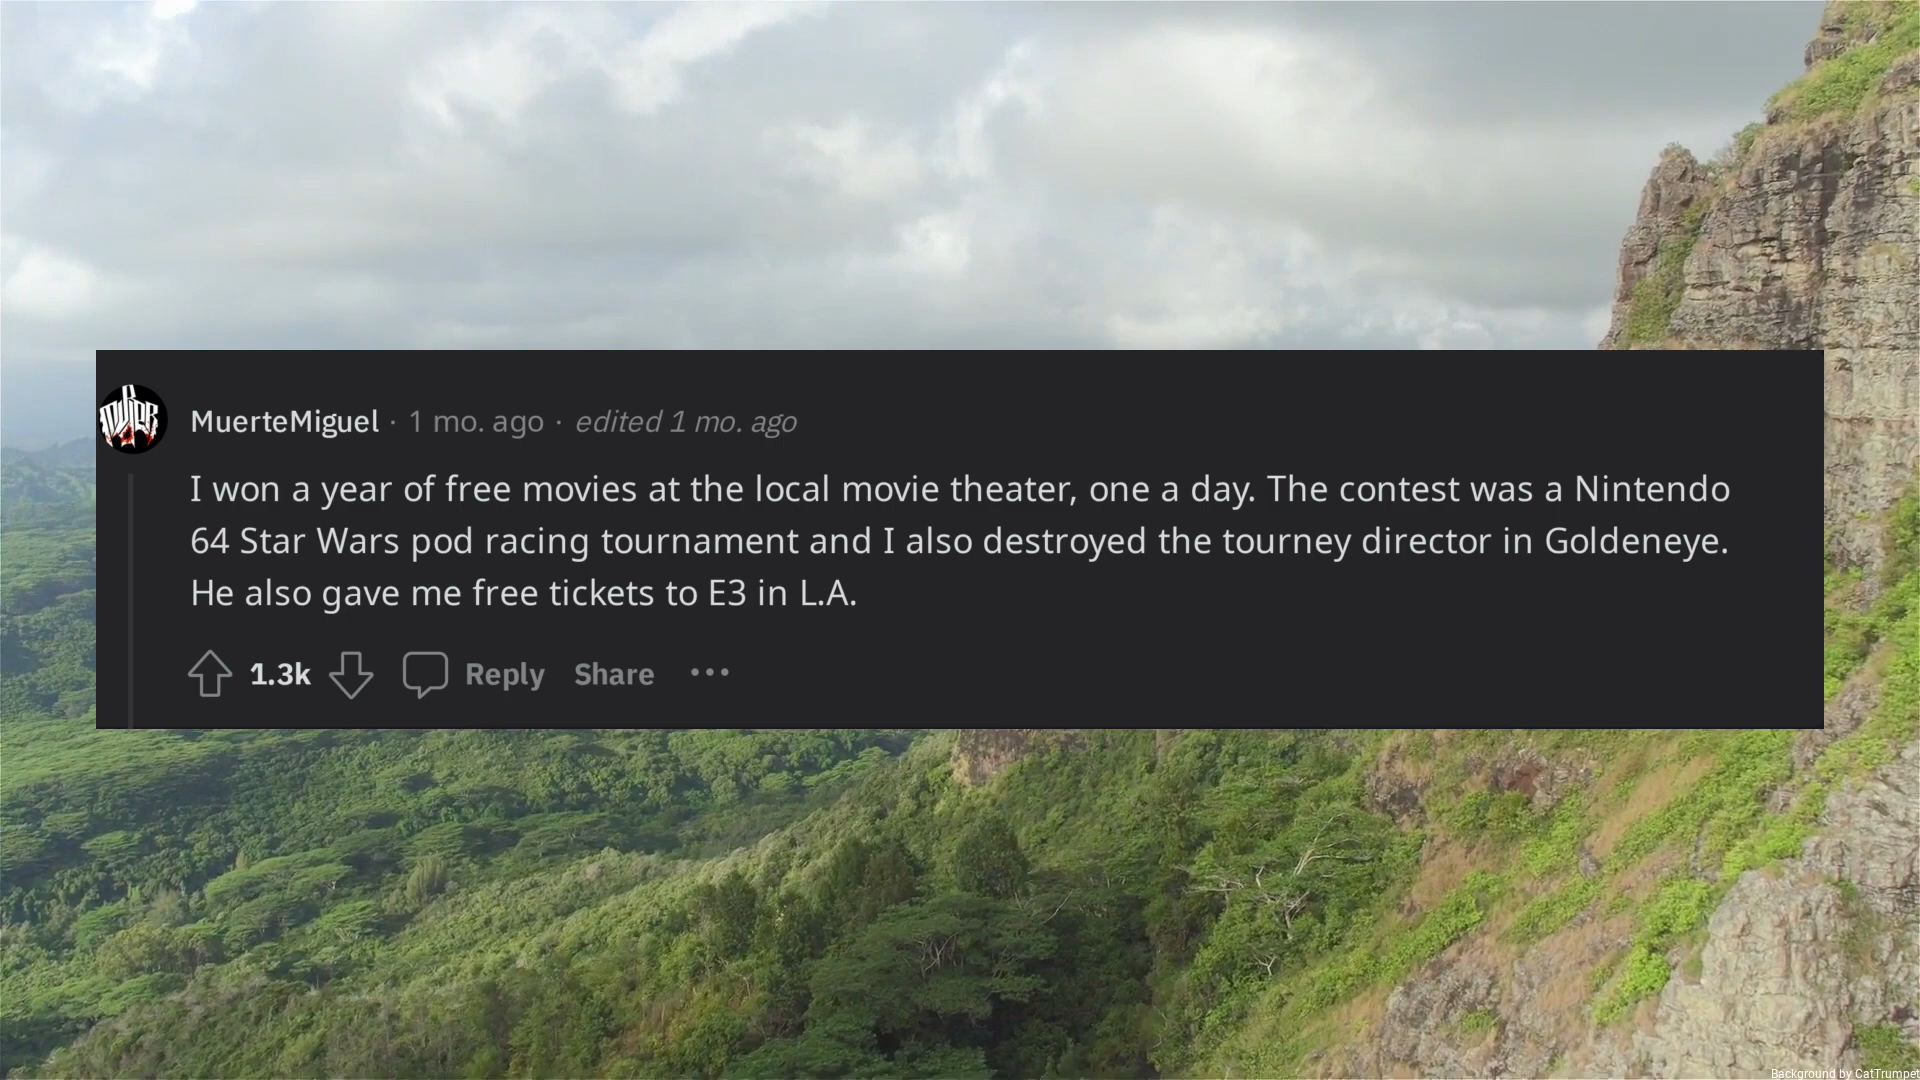 MuerteMiguel · 1 mo. ago · edited 1 mo. ago
I won a year of free movies at the local movie theater, one a day. The contest was a Nintendo
64 Star Wars pod racing tournament and I also destroyed the tourney director in Goldeneye.
He also gave me free tickets to E3 in L.A.
1.3k Reply Share ···
Background by CatTrumpet